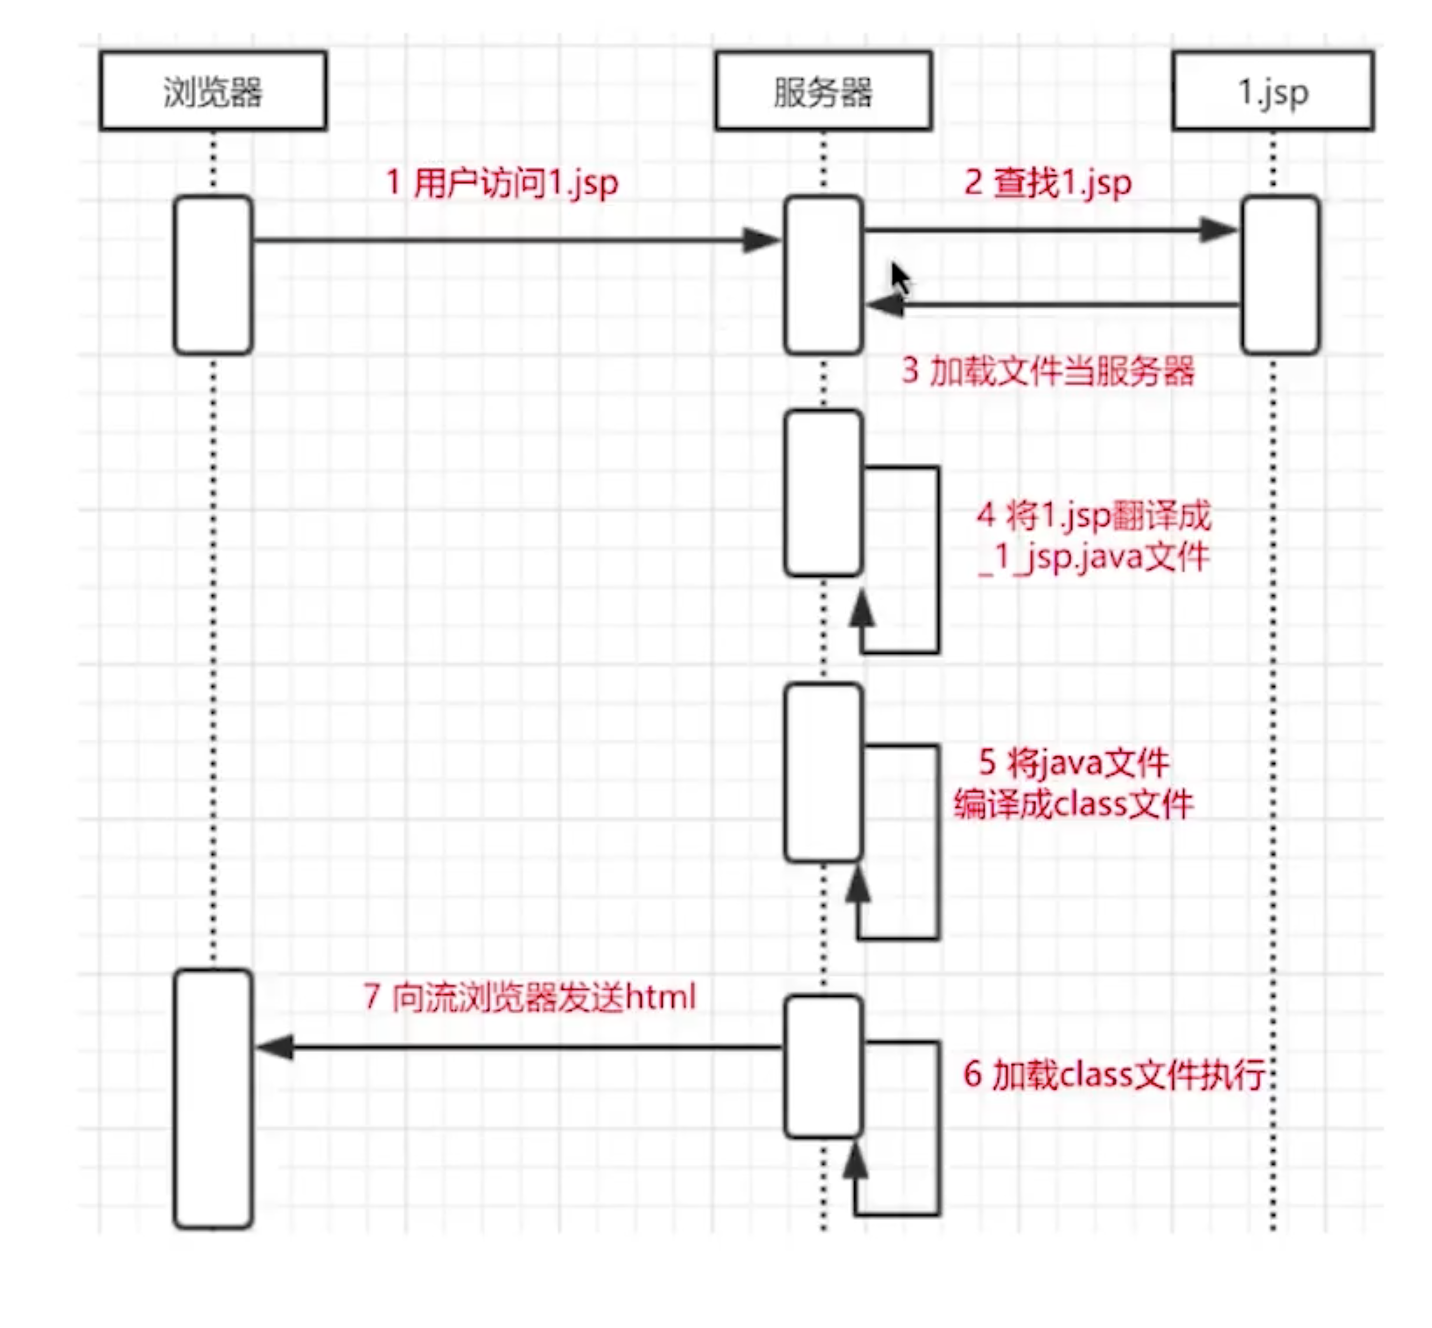 浏览器
服务器
1.jsp
1 用户访问1.jsp
2 查找1.jsp
3 加载文件当服务器
4 将1.jsp翻译成
_1_jsp.java文件
5 将java文件
编译成class文件
7 向流浏览器发送html
6 加载class文件执行